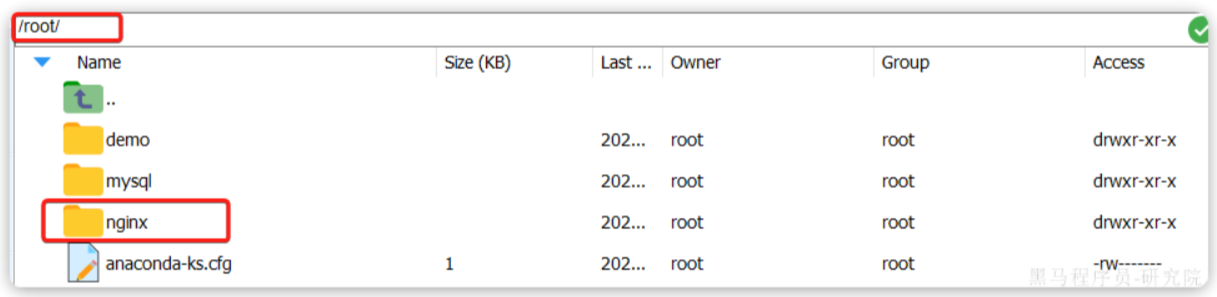 /root/
Name Size (KB) Last ... Owner Group Access
..
demo 202... root root drwxr-xr-x
mysql 202... root root drwxr-xr-x
nginx 202... root root drwxr-xr-x
anaconda-ks.cfg 1 202... root root -rw-------
黑马程序员-研究院